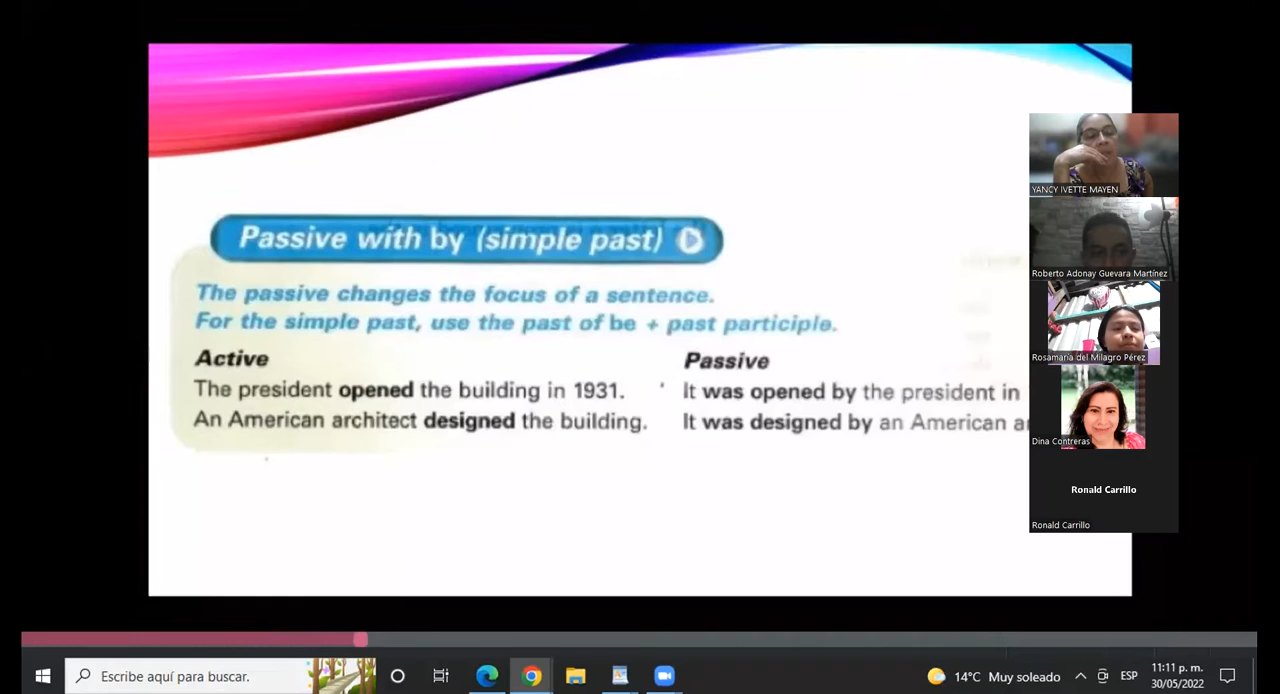 Passive with by (simple past)
The passive changes the focus of a sentence.
For the simple past, use the past of be + past participle.
Active
Passive
The president opened the building in 1931.
It was opened by the president in
An American architect designed the building.
It was designed by an American
YANCY IVETTE MAYEN
Roberto Adonay Guevara Martínez
Rosamaría del Milagro Pérez
Dina Contreras
Ronald Carrillo
Ronald Carrillo
Escribe aquí para buscar.
14°C Muy soleado
ESP
11:11 p. m.
30/05/2022